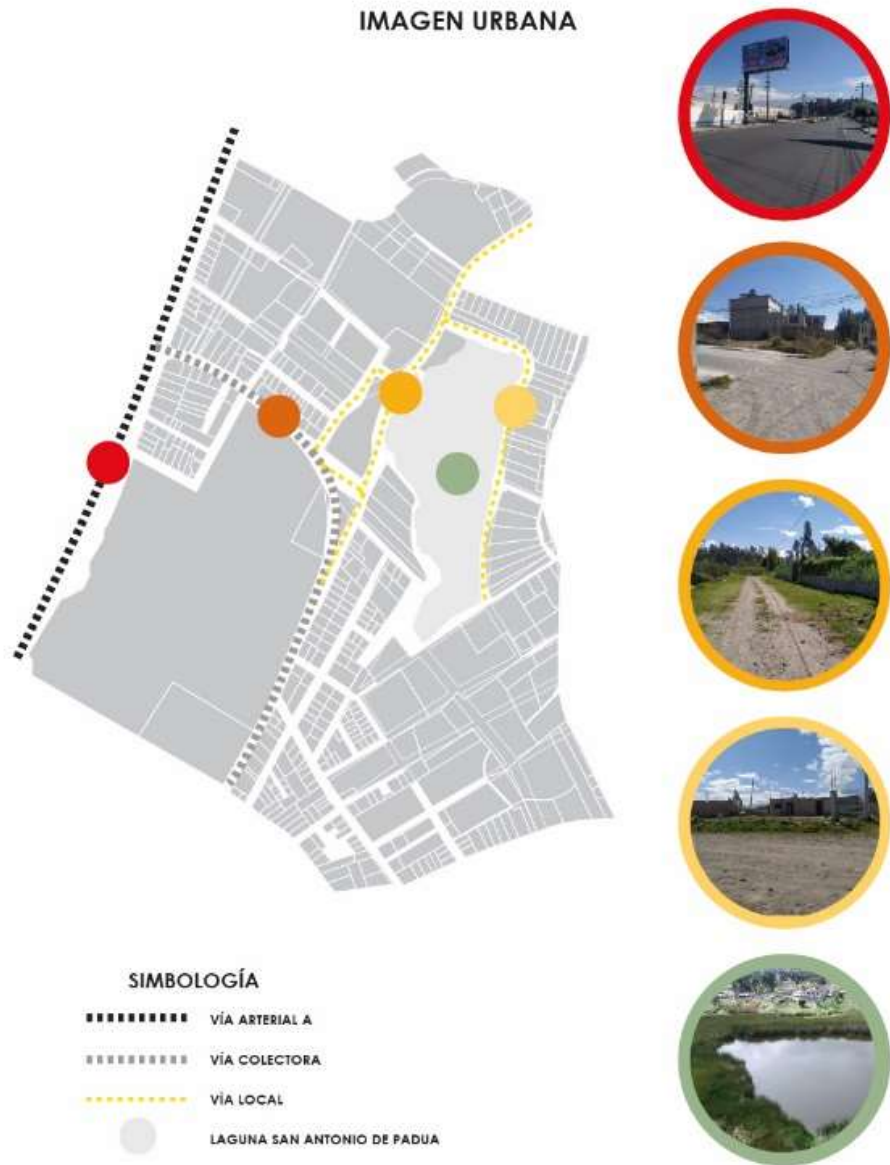 IMAGEN URBANA
SIMBOLOGÍA
VÍA ARTERIAL A
VÍA COLECTORA
VÍA LOCAL
LAGUNA SAN ANTONIO DE PADUA